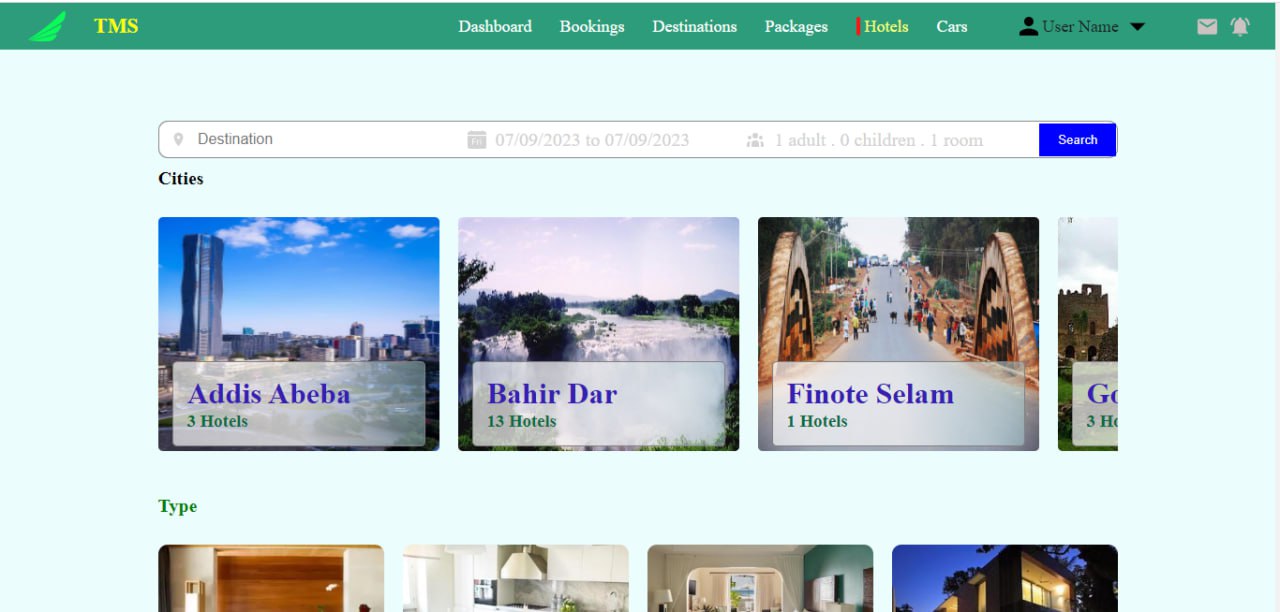 TMS Dashboard Bookings Destinations Packages Hotels Cars User Name
Destination FRI 07/09/2023 to 07/09/2023 1 adult . 0 children . 1 room Search
Cities
Addis Abeba
3 Hotels
Bahir Dar
13 Hotels
Finote Selam
1 Hotels
Go
3 Ho
Type